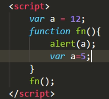 <script>
var a = 12;
function fn(){
alert(a);
var a=5;
}
fn();
</script>